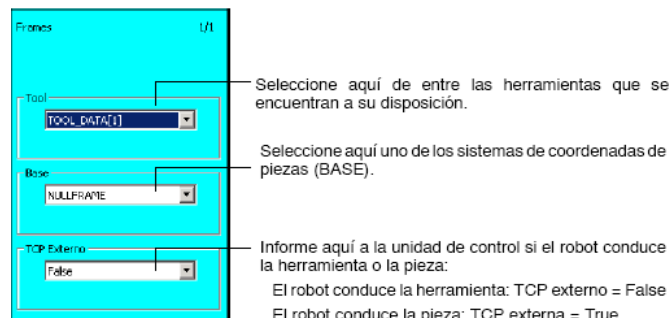 Frames 1/1
Tool
TOOL_DATA[1]
Seleccione aquí de entre las herramientas que se
encuentran a su disposición.
Base
NULLFRAME
Seleccione aquí uno de los sistemas de coordenadas de
piezas (BASE).
TCP Externo
False
Informe aquí a la unidad de control si el robot conduce
la herramienta o la pieza:
El robot conduce la herramienta: TCP externo = False
El robot conduce la pieza: TCP externa = True